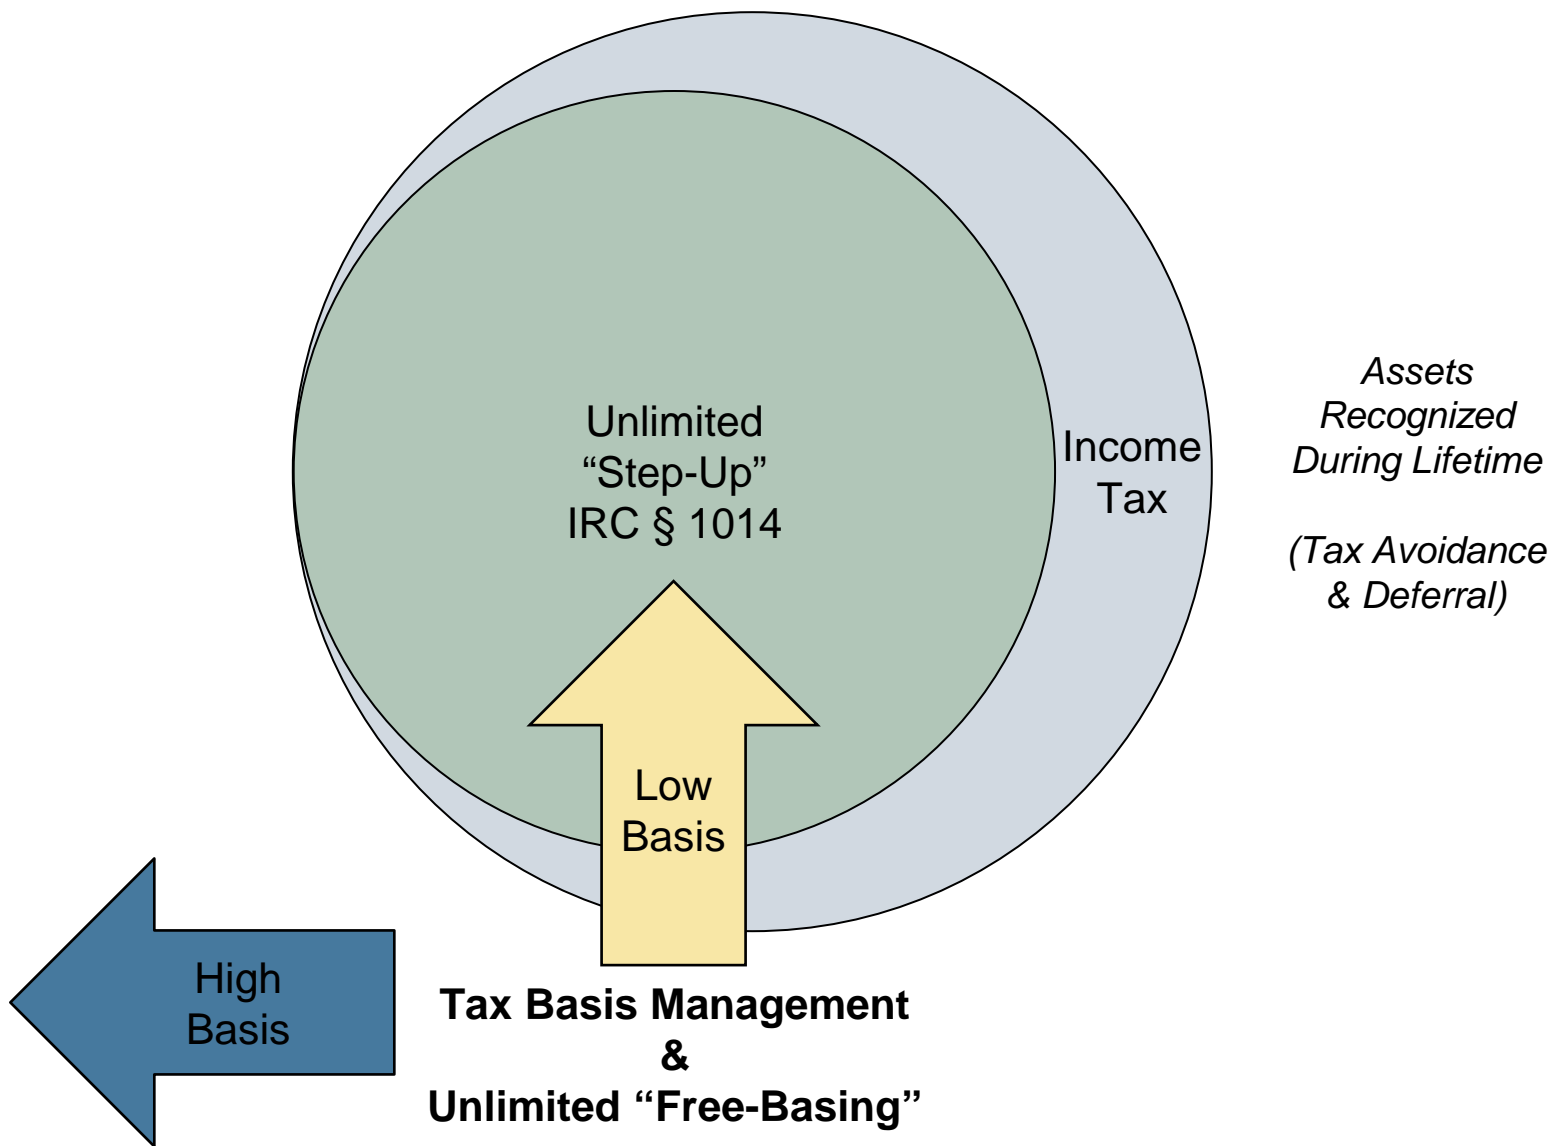 Unlimited
“Step-Up”
IRC § 1014
Income
Tax
Assets
Recognized
During Lifetime
(Tax Avoidance
& Deferral)
Low
Basis
High
Basis
Tax Basis Management
&
Unlimited “Free-Basing”